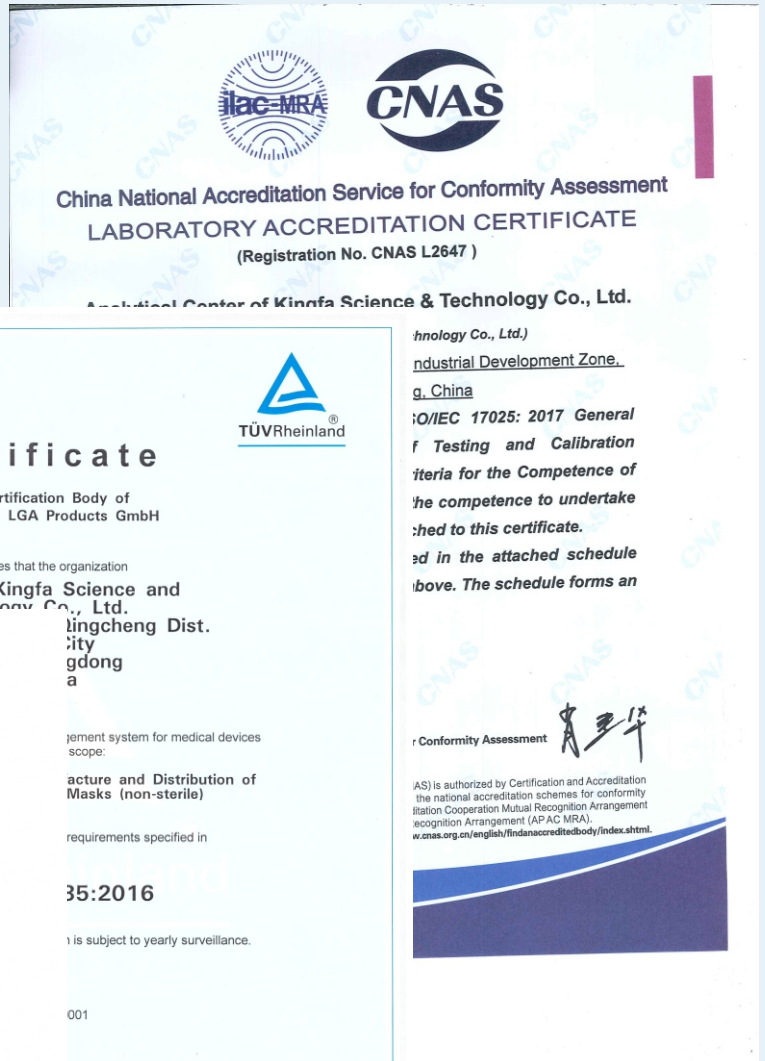 ilac-MRA
CNAS
China National Accreditation Service for Conformity Assessment
LABORATORY ACCREDITATION CERTIFICATE
(Registration No. CNAS L2647 )
Analytical Center of Kingfa Science & Technology Co., Ltd.
hnology Co., Ltd.)
ndustrial Development Zone,
g, China
SO/IEC 17025: 2017 General
f Testing and Calibration
iteria for the Competence of
he competence to undertake
ched to this certificate.
ed in the attached schedule
bove. The schedule forms an
r Conformity Assessment
AS) is authorized by Certification and Accreditation
the national accreditation schemes for conformity
ditation Cooperation Mutual Recognition Arrangement
ecognition Arrangement (APAC MRA).
w.cnas.org.cn/english/findanaccreditedbody/index.shtml.
TÜVRheinland®
ificate
rtification Body of
LGA Products GmbH
es that the organization
Kingfa Science and
ogy Co., Ltd.
Qingcheng Dist.
City
gdong
a
gement system for medical devices
scope:
acture and Distribution of
Masks (non-sterile)
requirements specified in
35:2016
n is subject to yearly surveillance.
001